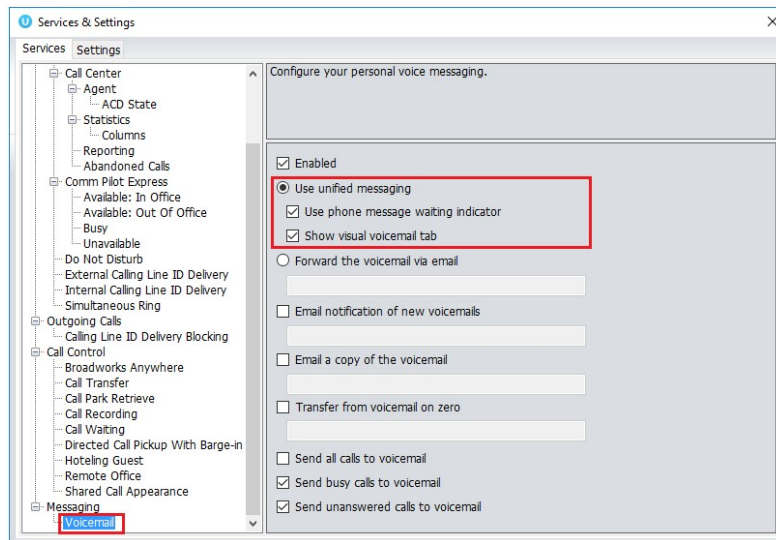 Services & Settings
Services Settings
Call Center
Agent
ACD State
Statistics
Columns
Reporting
Abandoned Calls
Comm Pilot Express
Available: In Office
Available: Out Of Office
Busy
Unavailable
Do Not Disturb
External Calling Line ID Delivery
Internal Calling Line ID Delivery
Simultaneous Ring
Outgoing Calls
Calling Line ID Delivery Blocking
Call Control
Broadworks Anywhere
Call Transfer
Call Park Retrieve
Call Recording
Call Waiting
Directed Call Pickup With Barge-in
Hoteling Guest
Remote Office
Shared Call Appearance
Messaging
Voicemail
Configure your personal voice messaging.
Enabled
Use unified messaging
Use phone message waiting indicator
Show visual voicemail tab
Forward the voicemail via email
Email notification of new voicemails
Email a copy of the voicemail
Transfer from voicemail on zero
Send all calls to voicemail
Send busy calls to voicemail
Send unanswered calls to voicemail